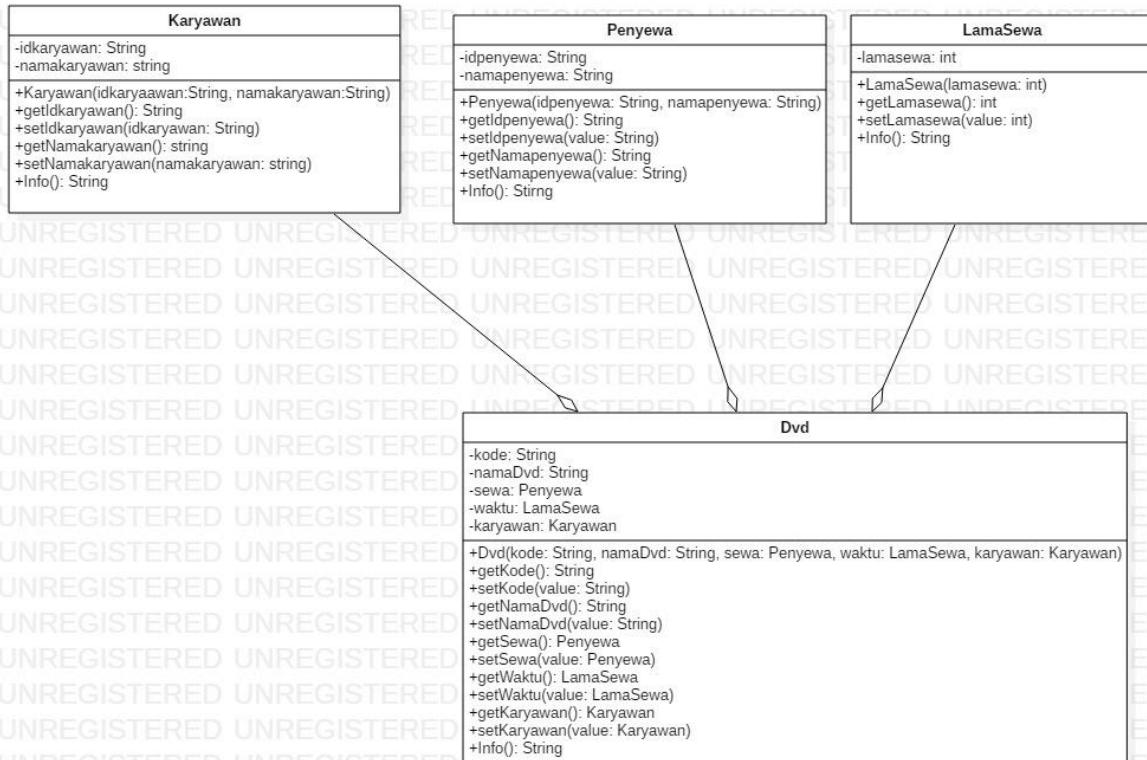 Karyawan
-idkaryawan: String
-namakaryawan: string
+Karyawan(idkaryaawan:String, namakaryawan:String)
+getIdkaryawan(): String
+setIdkaryawan(idkaryawan: String)
+getNamakaryawan(): string
+setNamakaryawan(namakaryawan: string)
+Info(): String
Penyewa
-idpenyewa: String
-namapenyewa: String
+Penyewa(idpenyewa: String, namapenyewa: String)
+getIdpenyewa(): String
+setIdpenyewa(value: String)
+getNamapenyewa(): String
+setNamapenyewa(value: String)
+Info(): Stirng
LamaSewa
-lamasewa: int
+LamaSewa(lamasewa: int)
+getLamasewa(): int
+setLamasewa(value: int)
+Info(): String
UNREGISTERED UNREGISTERED UNREGISTERED UNREGISTERED
Dvd
-kode: String
-namaDvd: String
-sewa: Penyewa
-waktu: LamaSewa
-karyawan: Karyawan
+Dvd(kode: String, namaDvd: String, sewa: Penyewa, waktu: LamaSewa, karyawan: Karyawan)
+getKode(): String
+setKode(value: String)
+getNamaDvd(): String
+setNamaDvd(value: String)
+getSewa(): Penyewa
+setSewa(value: Penyewa)
+getWaktu(): LamaSewa
+setWaktu(value: LamaSewa)
+getKaryawan(): Karyawan
+setKaryawan(value: Karyawan)
+Info(): String